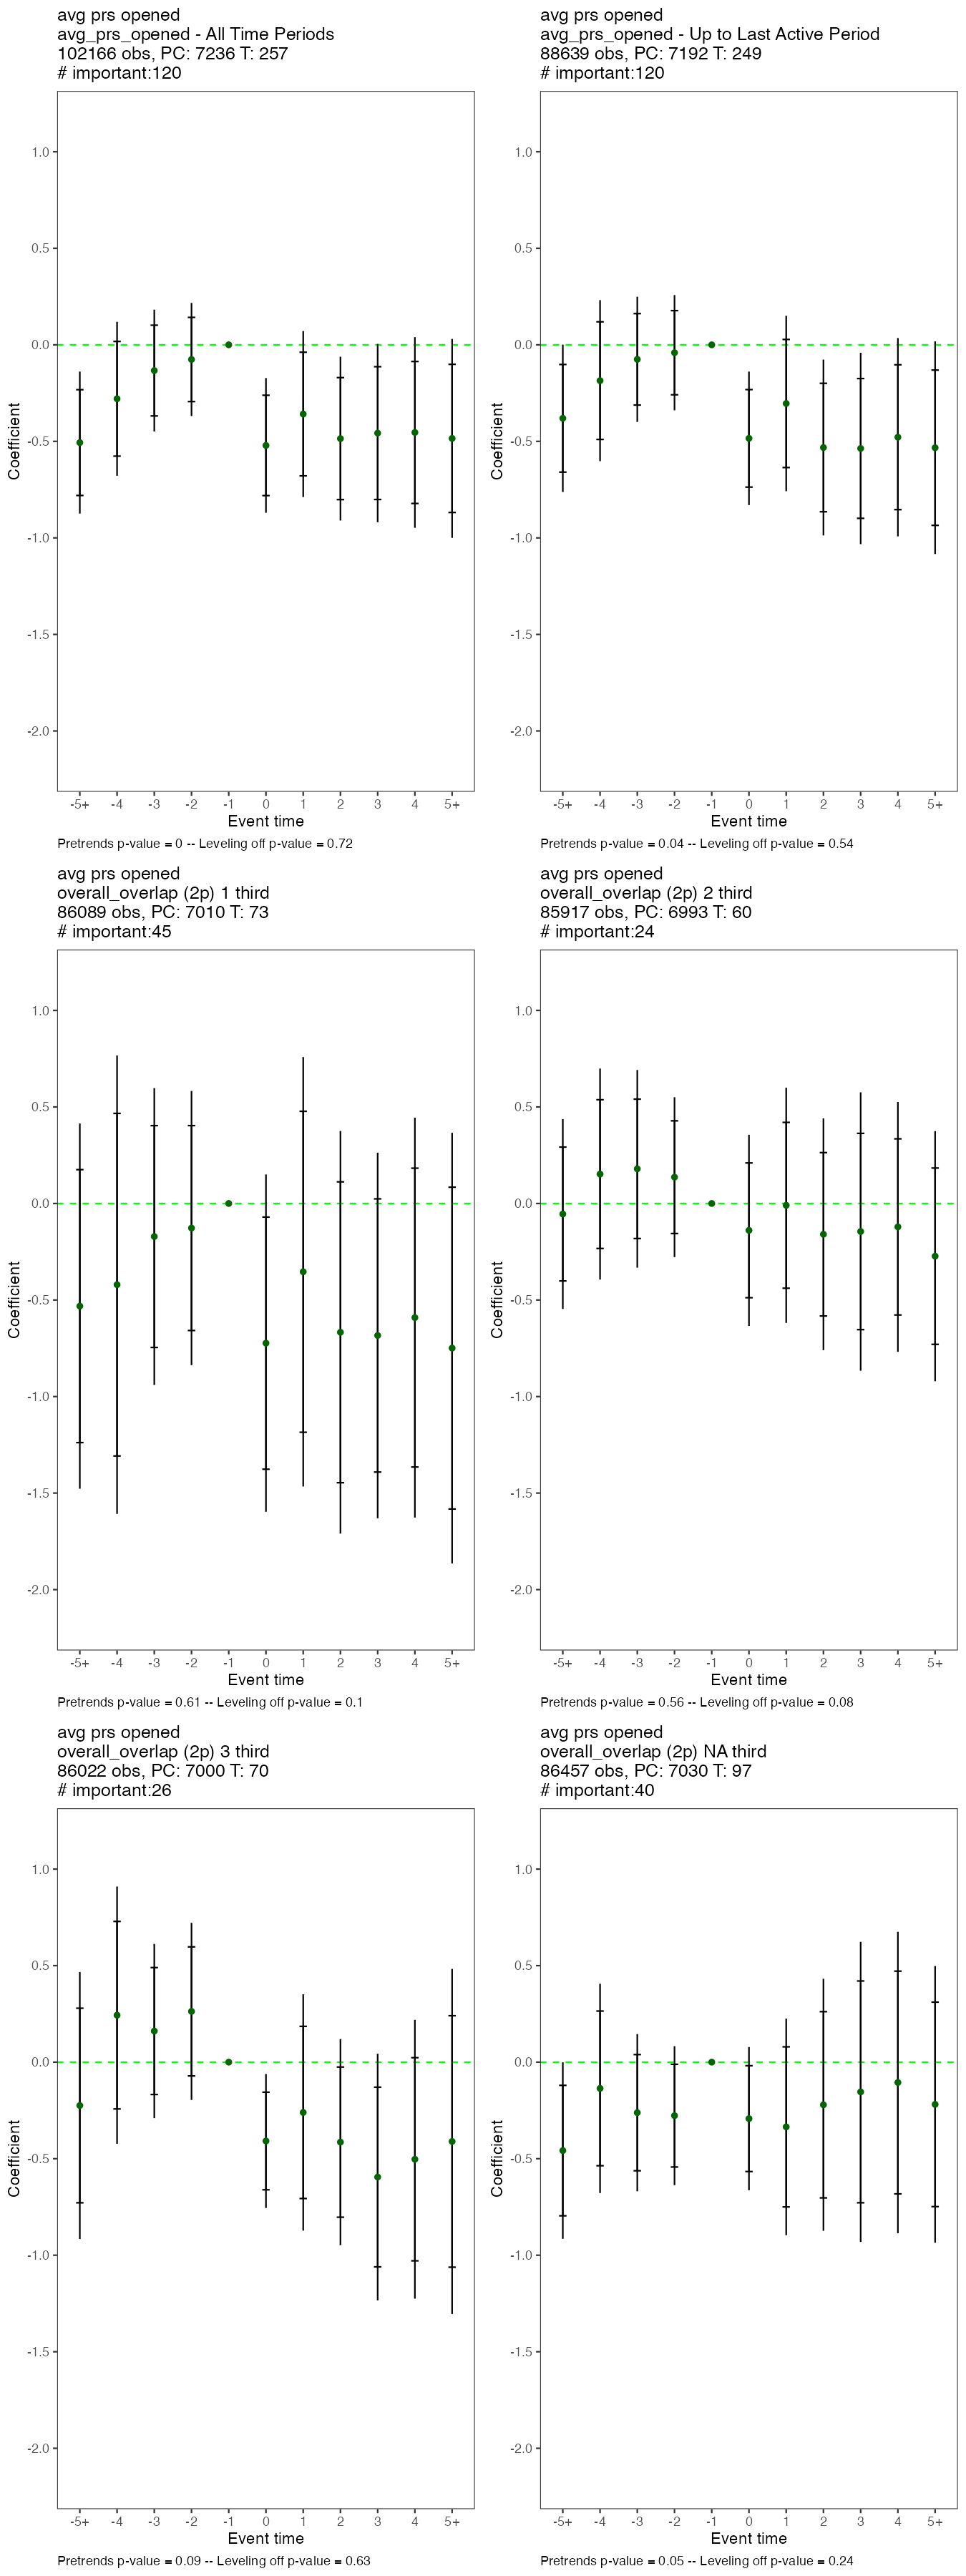 avg prs opened
avg_prs_opened - All Time Periods
102166 obs, PC: 7236 T: 257
# important:120
1.0
0.5
0.0
-0.5
-1.0
-1.5
-2.0
Coefficient
-5+ -4 -3 -2 -1 0 1 2 3 4 5+
Event time
Pretrends p-value = 0 -- Leveling off p-value = 0.72
avg prs opened
avg_prs_opened - Up to Last Active Period
88639 obs, PC: 7192 T: 249
# important:120
1.0
0.5
0.0
-0.5
-1.0
-1.5
-2.0
Coefficient
-5+ -4 -3 -2 -1 0 1 2 3 4 5+
Event time
Pretrends p-value = 0.04 -- Leveling off p-value = 0.54
avg prs opened
overall_overlap (2p) 1 third
86089 obs, PC: 7010 T: 73
# important:45
1.0
0.5
0.0
-0.5
-1.0
-1.5
-2.0
Coefficient
-5+ -4 -3 -2 -1 0 1 2 3 4 5+
Event time
Pretrends p-value = 0.61 -- Leveling off p-value = 0.1
avg prs opened
overall_overlap (2p) 2 third
85917 obs, PC: 6993 T: 60
# important:24
1.0
0.5
0.0
-0.5
-1.0
-1.5
-2.0
Coefficient
-5+ -4 -3 -2 -1 0 1 2 3 4 5+
Event time
Pretrends p-value = 0.56 -- Leveling off p-value = 0.08
avg prs opened
overall_overlap (2p) 3 third
86022 obs, PC: 7000 T: 70
# important:26
1.0
0.5
0.0
-0.5
-1.0
-1.5
-2.0
Coefficient
-5+ -4 -3 -2 -1 0 1 2 3 4 5+
Event time
Pretrends p-value = 0.09 -- Leveling off p-value = 0.63
avg prs opened
overall_overlap (2p) NA third
86457 obs, PC: 7030 T: 97
# important:40
1.0
0.5
0.0
-0.5
-1.0
-1.5
-2.0
Coefficient
-5+ -4 -3 -2 -1 0 1 2 3 4 5+
Event time
Pretrends p-value = 0.05 -- Leveling off p-value = 0.24